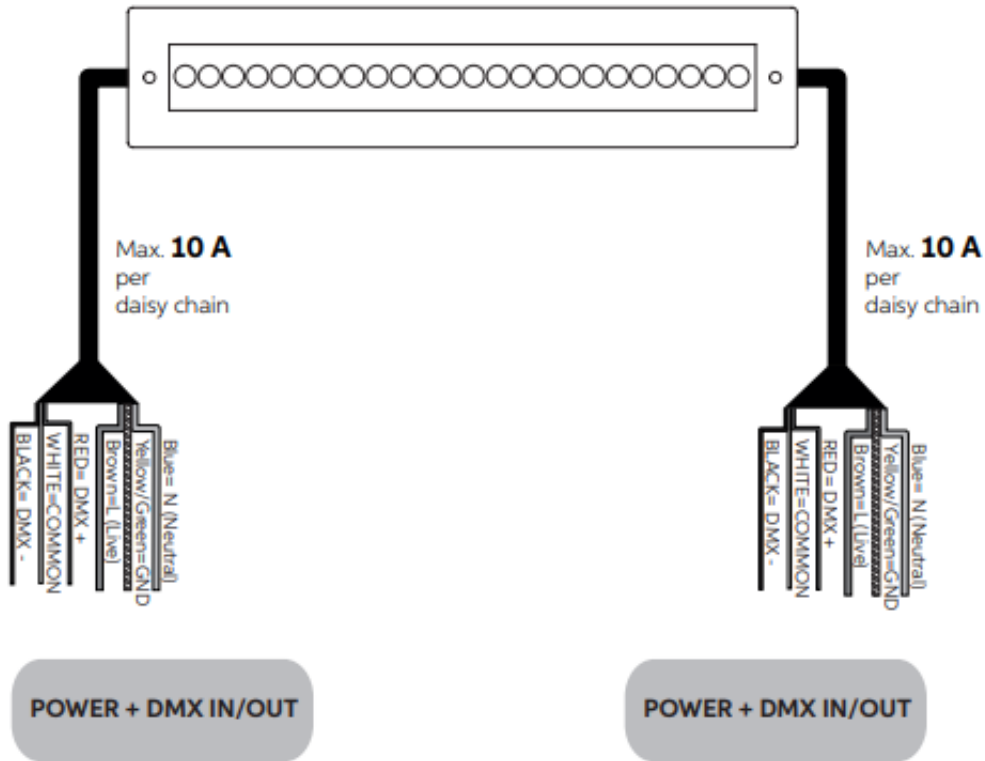 Max. 10 A
per
daisy chain
Max. 10 A
per
daisy chain
BLACK= DMX -
WHITE=COMMON
RED= DMX +
Brown=L (Live)
Yellow/Green=GND
Blue= N (Neutral)
BLACK= DMX -
WHITE=COMMON
RED= DMX +
Brown=L (Live)
Yellow/Green=GND
Blue= N (Neutral)
POWER + DMX IN/OUT
POWER + DMX IN/OUT